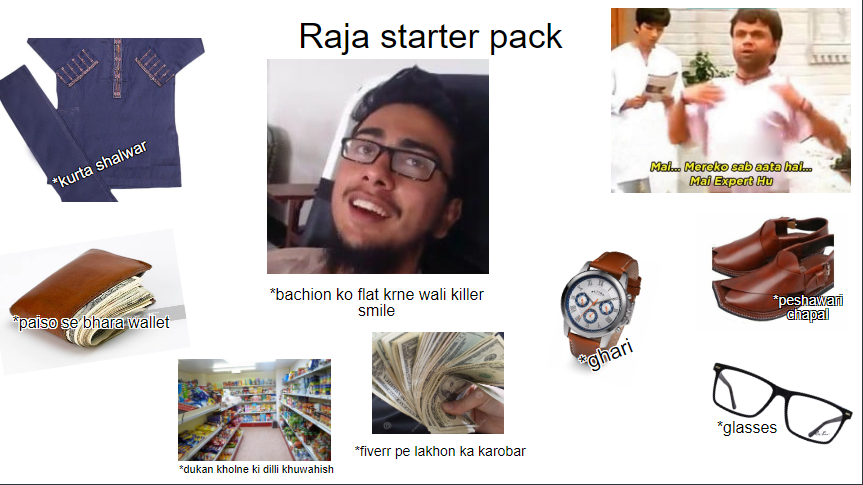 Raja starter pack
Mai... Mereko sab aata hai...
Mai Expert Hu
*kurta shalwar
*bachion ko flat krne wali killer
smile
*paiso se bhara wallet
*peshawari
chapal
*ghari
*glasses
*fiverr pe lakhon ka karobar
*dukan kholne ki dilli khuwahish